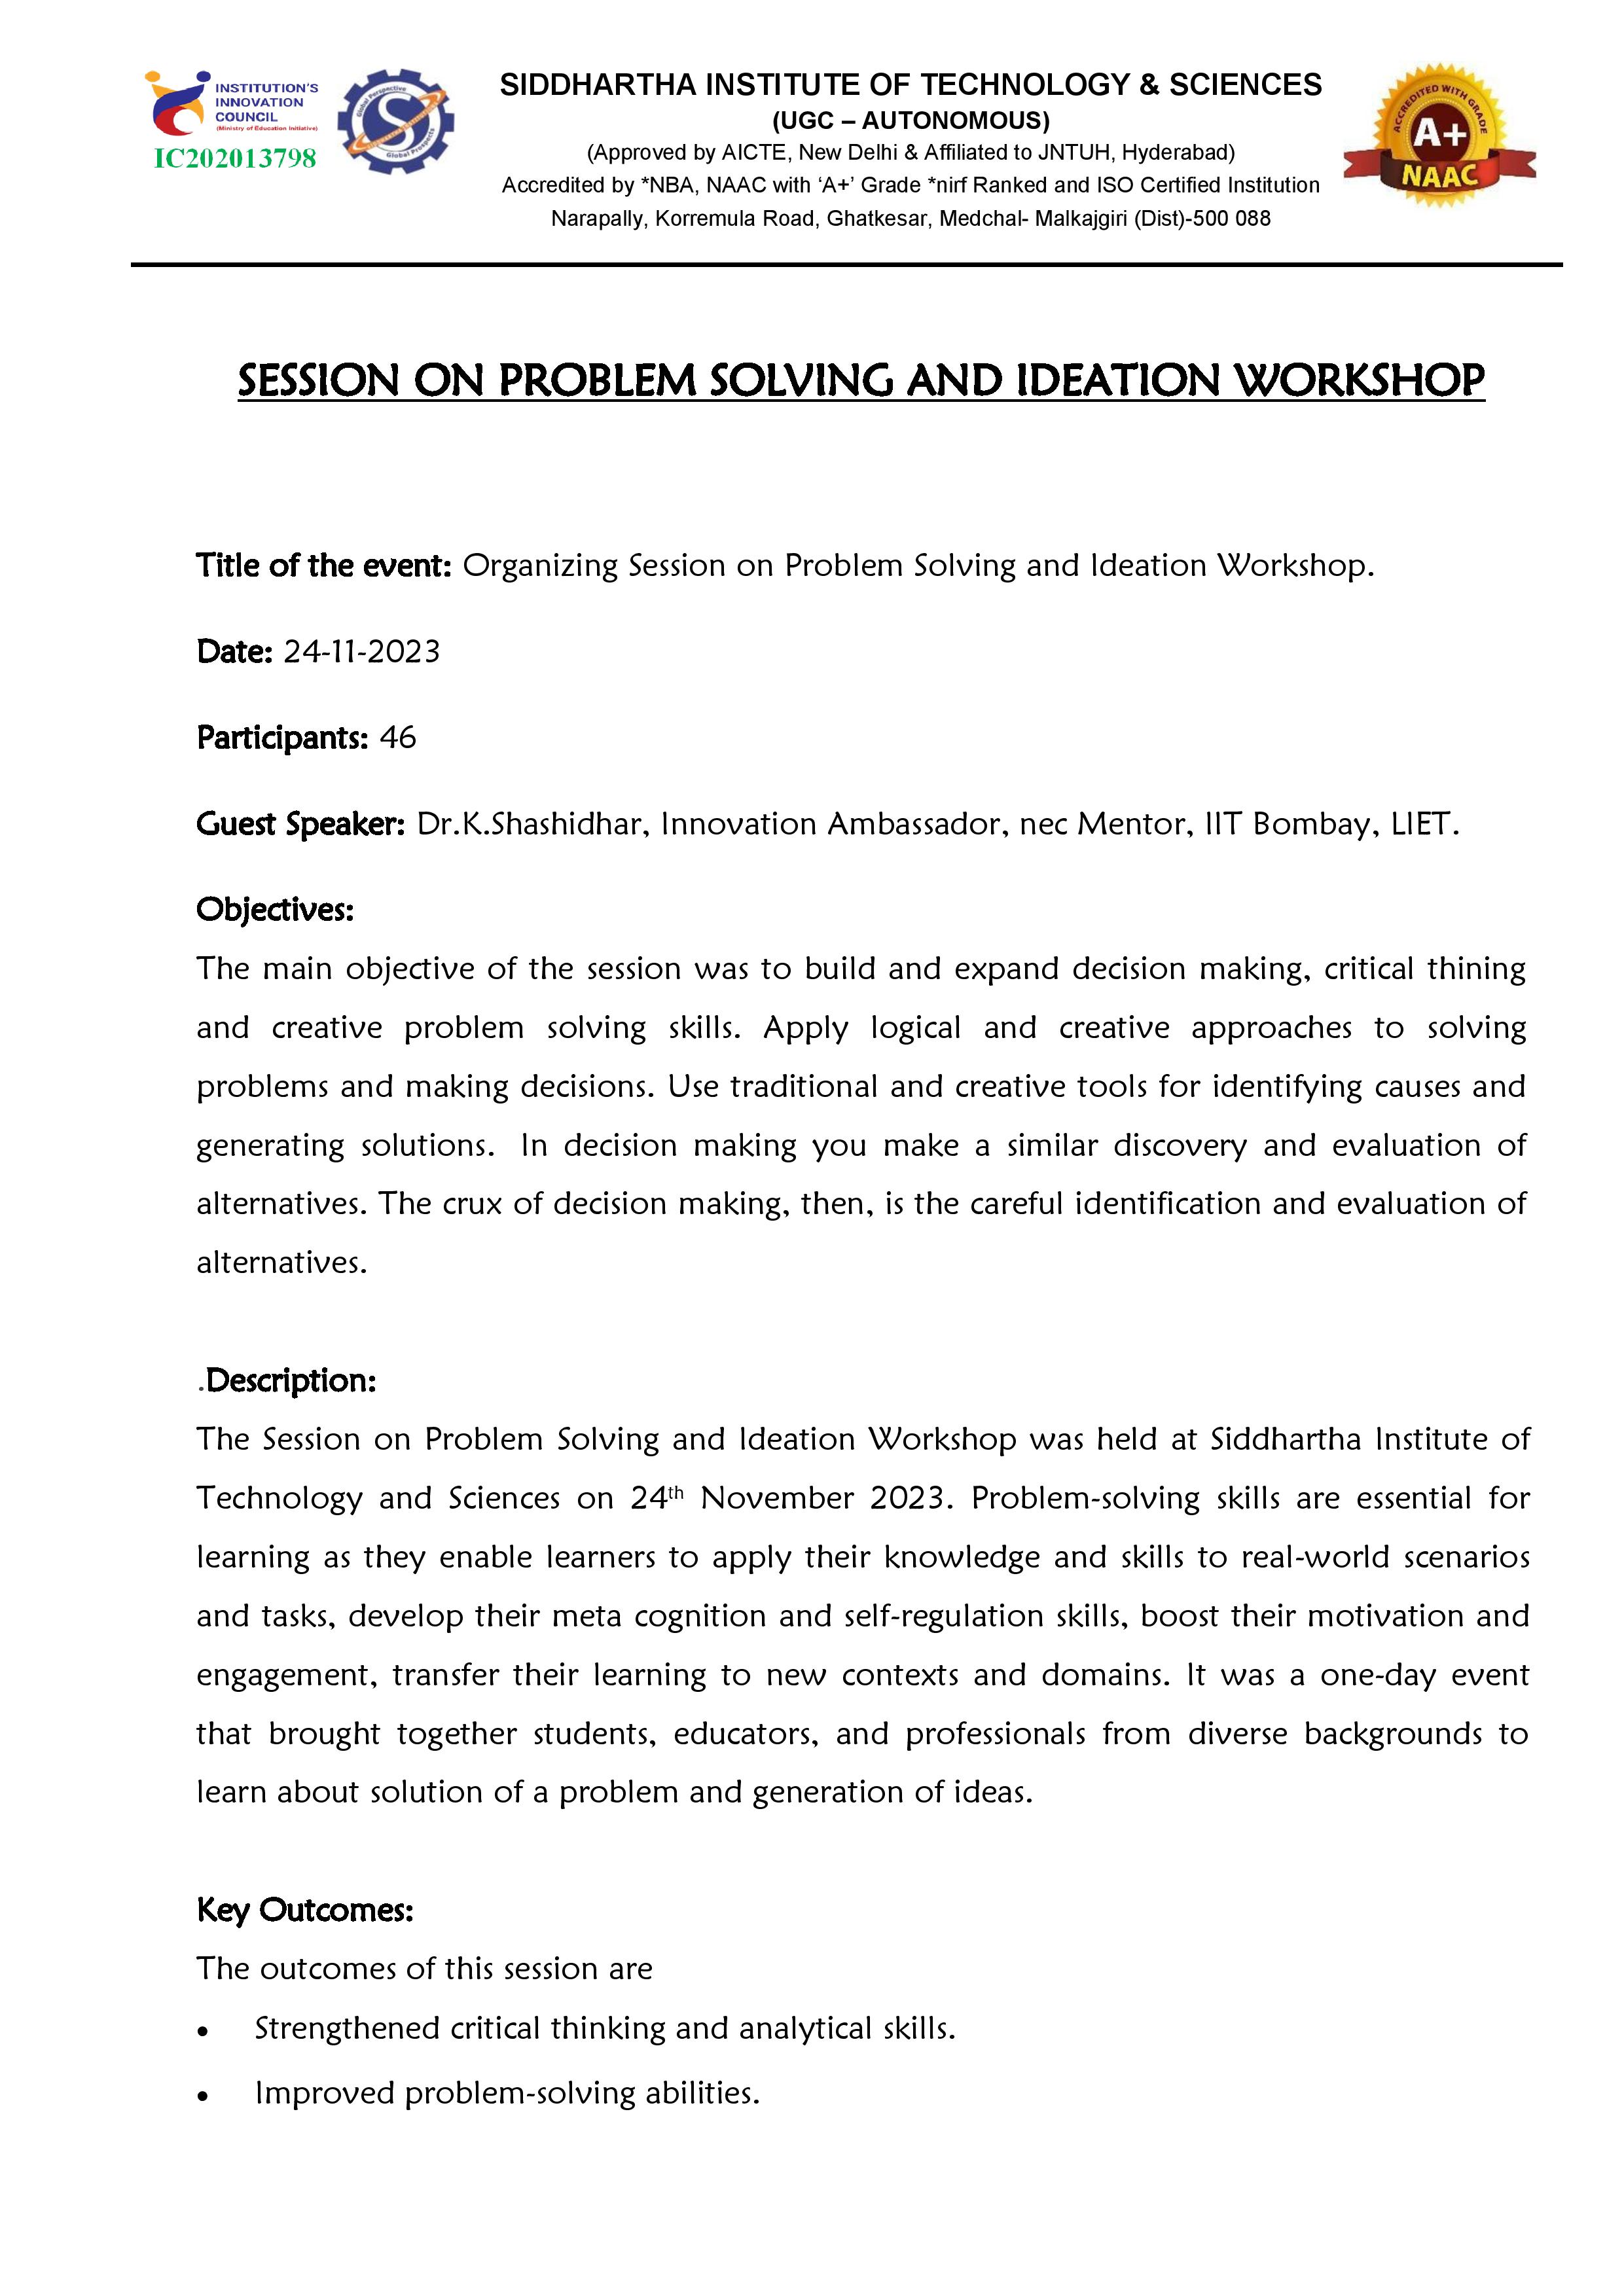 INSTITUTION'S
INNOVATION
COUNCIL
(Ministry of Education Initiative)
IC202013798
Global Perspective
S
Global Prospects
SIDDHARTHA INSTITUTE OF TECHNOLOGY & SCIENCES
(UGC – AUTONOMOUS)
(Approved by AICTE, New Delhi & Affiliated to JNTUH, Hyderabad)
Accredited by *NBA, NAAC with ‘A+’ Grade *nirf Ranked and ISO Certified Institution
Narapally, Korremula Road, Ghatkesar, Medchal- Malkajgiri (Dist)-500 088
ACCREDITED WITH GRADE
A+
NAAC
SESSION ON PROBLEM SOLVING AND IDEATION WORKSHOP
Title of the event: Organizing Session on Problem Solving and Ideation Workshop.
Date: 24-11-2023
Participants: 46
Guest Speaker: Dr.K.Shashidhar, Innovation Ambassador, nec Mentor, IIT Bombay, LIET.
Objectives:
The main objective of the session was to build and expand decision making, critical thining
and creative problem solving skills. Apply logical and creative approaches to solving
problems and making decisions. Use traditional and creative tools for identifying causes and
generating solutions. In decision making you make a similar discovery and evaluation of
alternatives. The crux of decision making, then, is the careful identification and evaluation of
alternatives.
.Description:
The Session on Problem Solving and Ideation Workshop was held at Siddhartha Institute of
Technology and Sciences on 24th November 2023. Problem-solving skills are essential for
learning as they enable learners to apply their knowledge and skills to real-world scenarios
and tasks, develop their meta cognition and self-regulation skills, boost their motivation and
engagement, transfer their learning to new contexts and domains. It was a one-day event
that brought together students, educators, and professionals from diverse backgrounds to
learn about solution of a problem and generation of ideas.
Key Outcomes:
The outcomes of this session are
• Strengthened critical thinking and analytical skills.
• Improved problem-solving abilities.